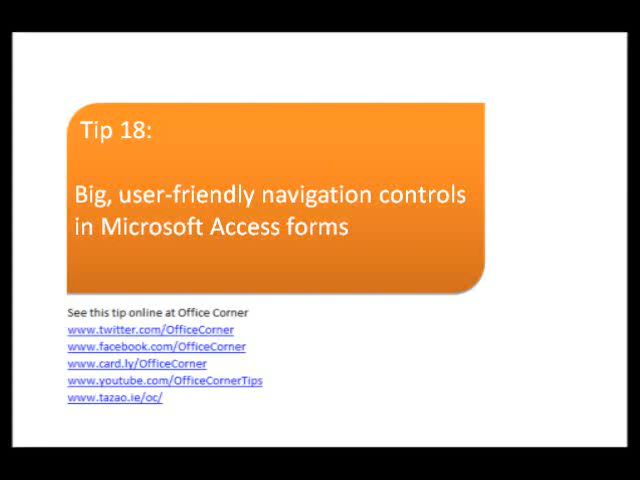 Tip 18:
Big, user-friendly navigation controls
in Microsoft Access forms
See this tip online at Office Corner
www.twitter.com/OfficeCorner
www.facebook.com/OfficeCorner
www.card.ly/OfficeCorner
www.youtube.com/OfficeCornerTips
www.tazao.ie/oc/